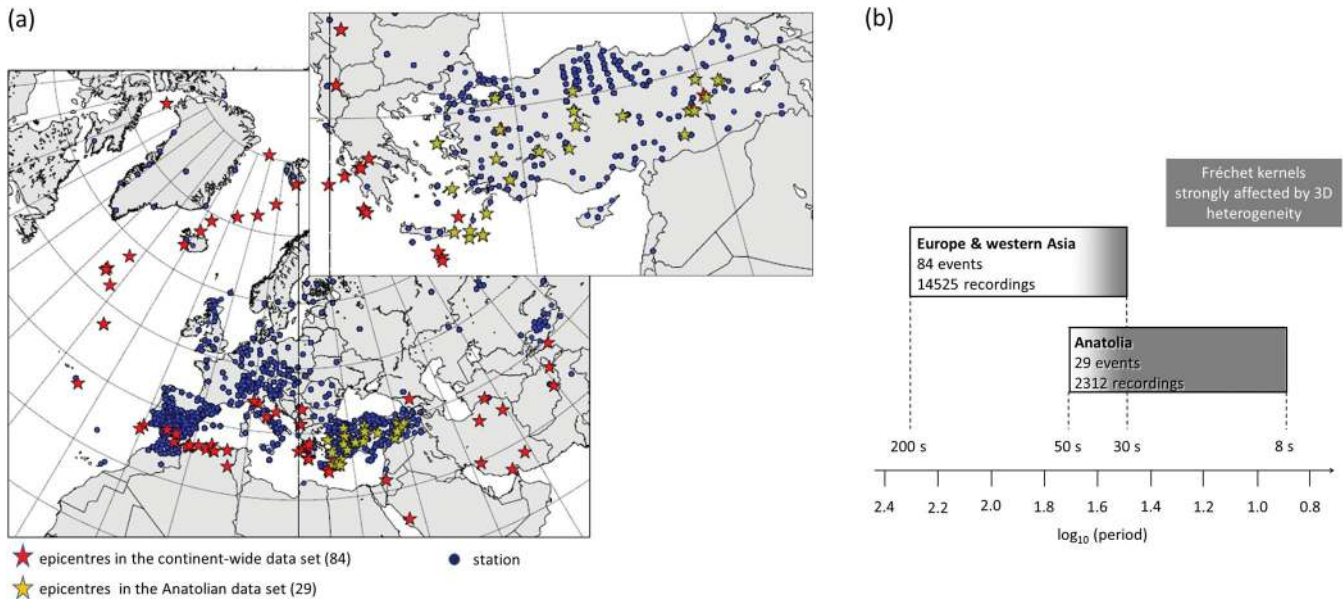 (a)
epicentres in the continent-wide data set (84)
station
epicentres in the Anatolian data set (29)
(b)
Fréchet kernels
strongly affected by 3D
heterogeneity
Europe & western Asia
84 events
14525 recordings
Anatolia
29 events
2312 recordings
200 s
50 s
30 s
8 s
2.4
2.2
2.0
1.8
1.6
1.4
1.2
1.0
0.8
log10 (period)